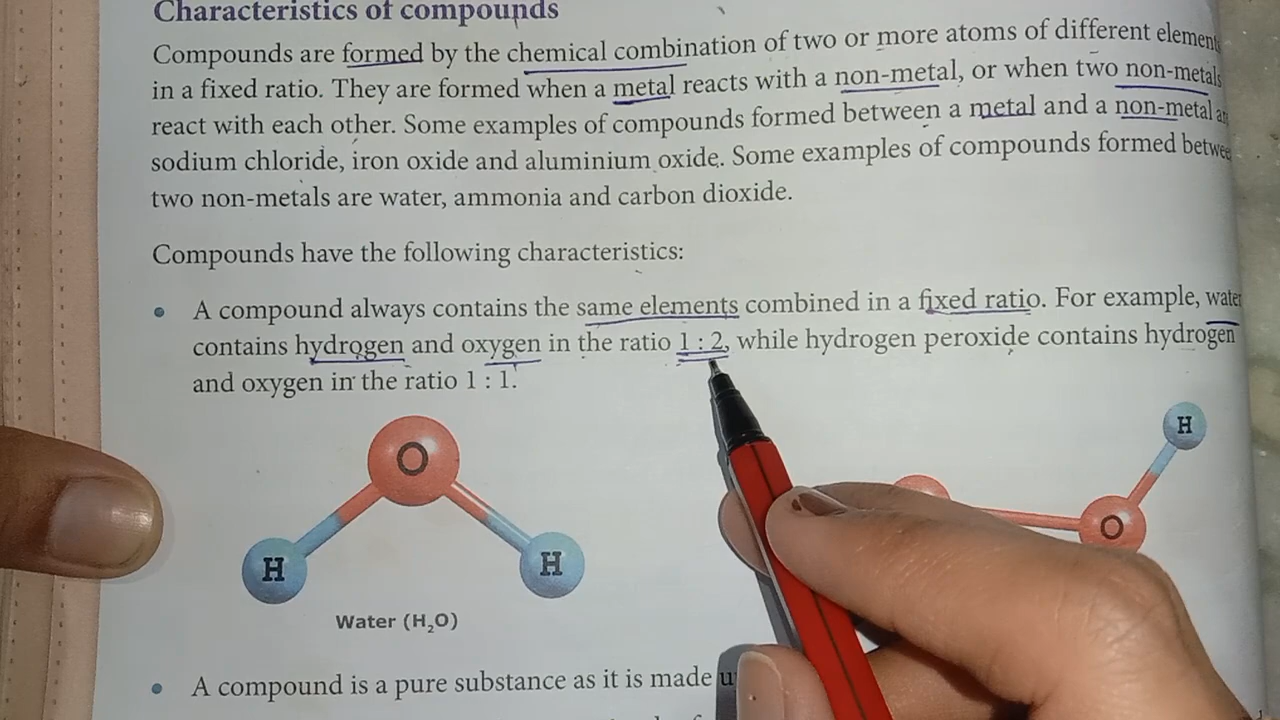 Characteristics of compounds
Compounds are formed by the chemical combination of two or more atoms of different element
in a fixed ratio. They are formed when a metal reacts with a non-metal, or when two non-metals
react with each other. Some examples of compounds formed between a metal and a non-metal
sodium chloride, iron oxide and aluminium oxide. Some examples of compounds formed betwee
two non-metals are water, ammonia and carbon dioxide.
Compounds have the following characteristics:
• A compound always contains the same elements combined in a fixed ratio. For example, water
contains hydrogen and oxygen in the ratio 1 : 2, while hydrogen peroxide contains hydrogen
and oxygen in the ratio 1 : 1.
O
H
H
H
O
Water (H₂O)
• A compound is a pure substance as it is made